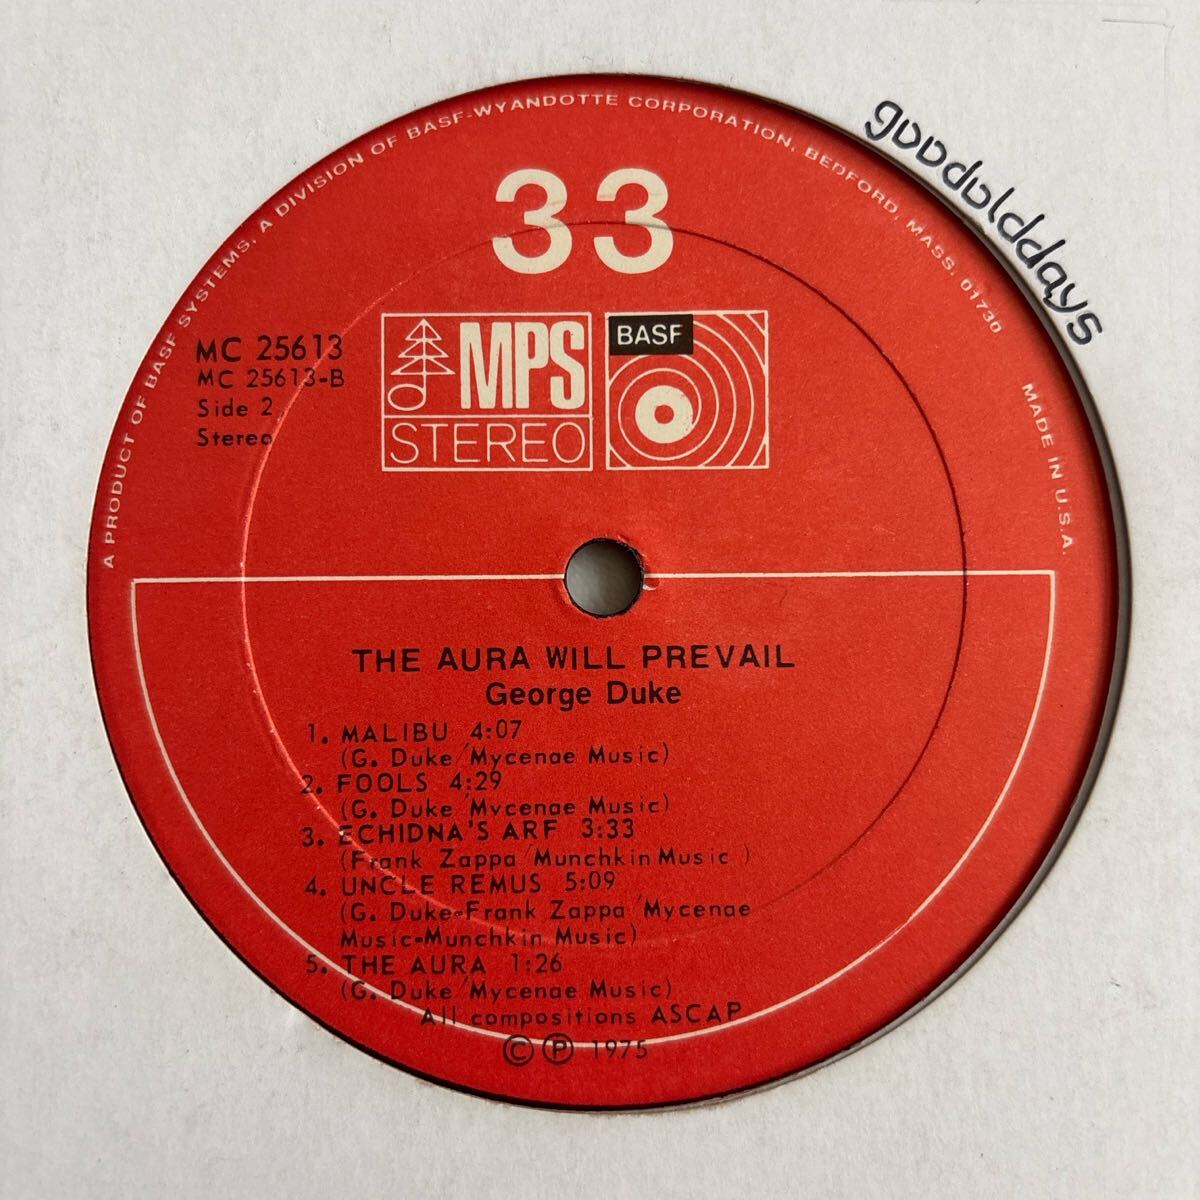 A PRODUCT OF BASF SYSTEMS, A DIVISION OF BASF-WYANDOTTE CORPORATION, BEDFORD, MASS. 01730
MADE IN U.S.A.
gooduldays
33
MC 25613
MC 25613-B
Side 2
Stereo
MPS
STEREO
BASF
THE AURA WILL PREVAIL
George Duke
1. MALIBU 4:07
(G. Duke/Mycenae Music)
2. FOOLS 4:29
(G. Duke/Mycenae Music)
3. ECHIDNA'S ARF 3:33
(Frank Zappa/Munchkin Music)
4. UNCLE REMUS 5:09
(G. Duke-Frank Zappa/Mycenae
Music-Munchkin Music)
5. THE AURA 1:26
(G. Duke/Mycenae Music)
All compositions ASCAP
© ℗ 1975